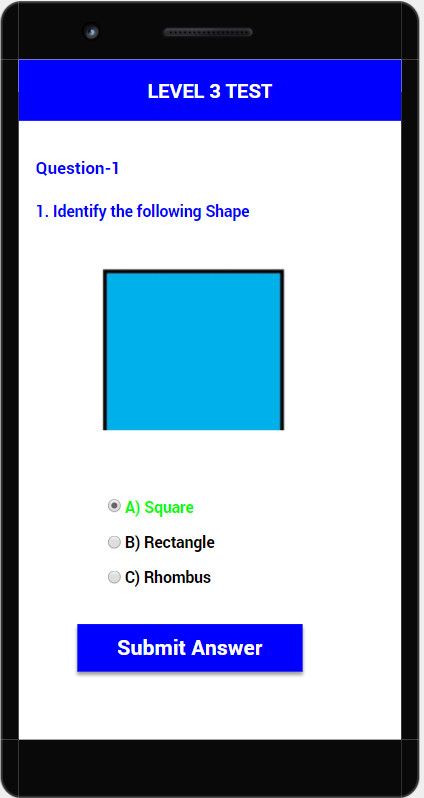 LEVEL 3 TEST
Question-1
1. Identify the following Shape
A) Square
B) Rectangle
C) Rhombus
Submit Answer